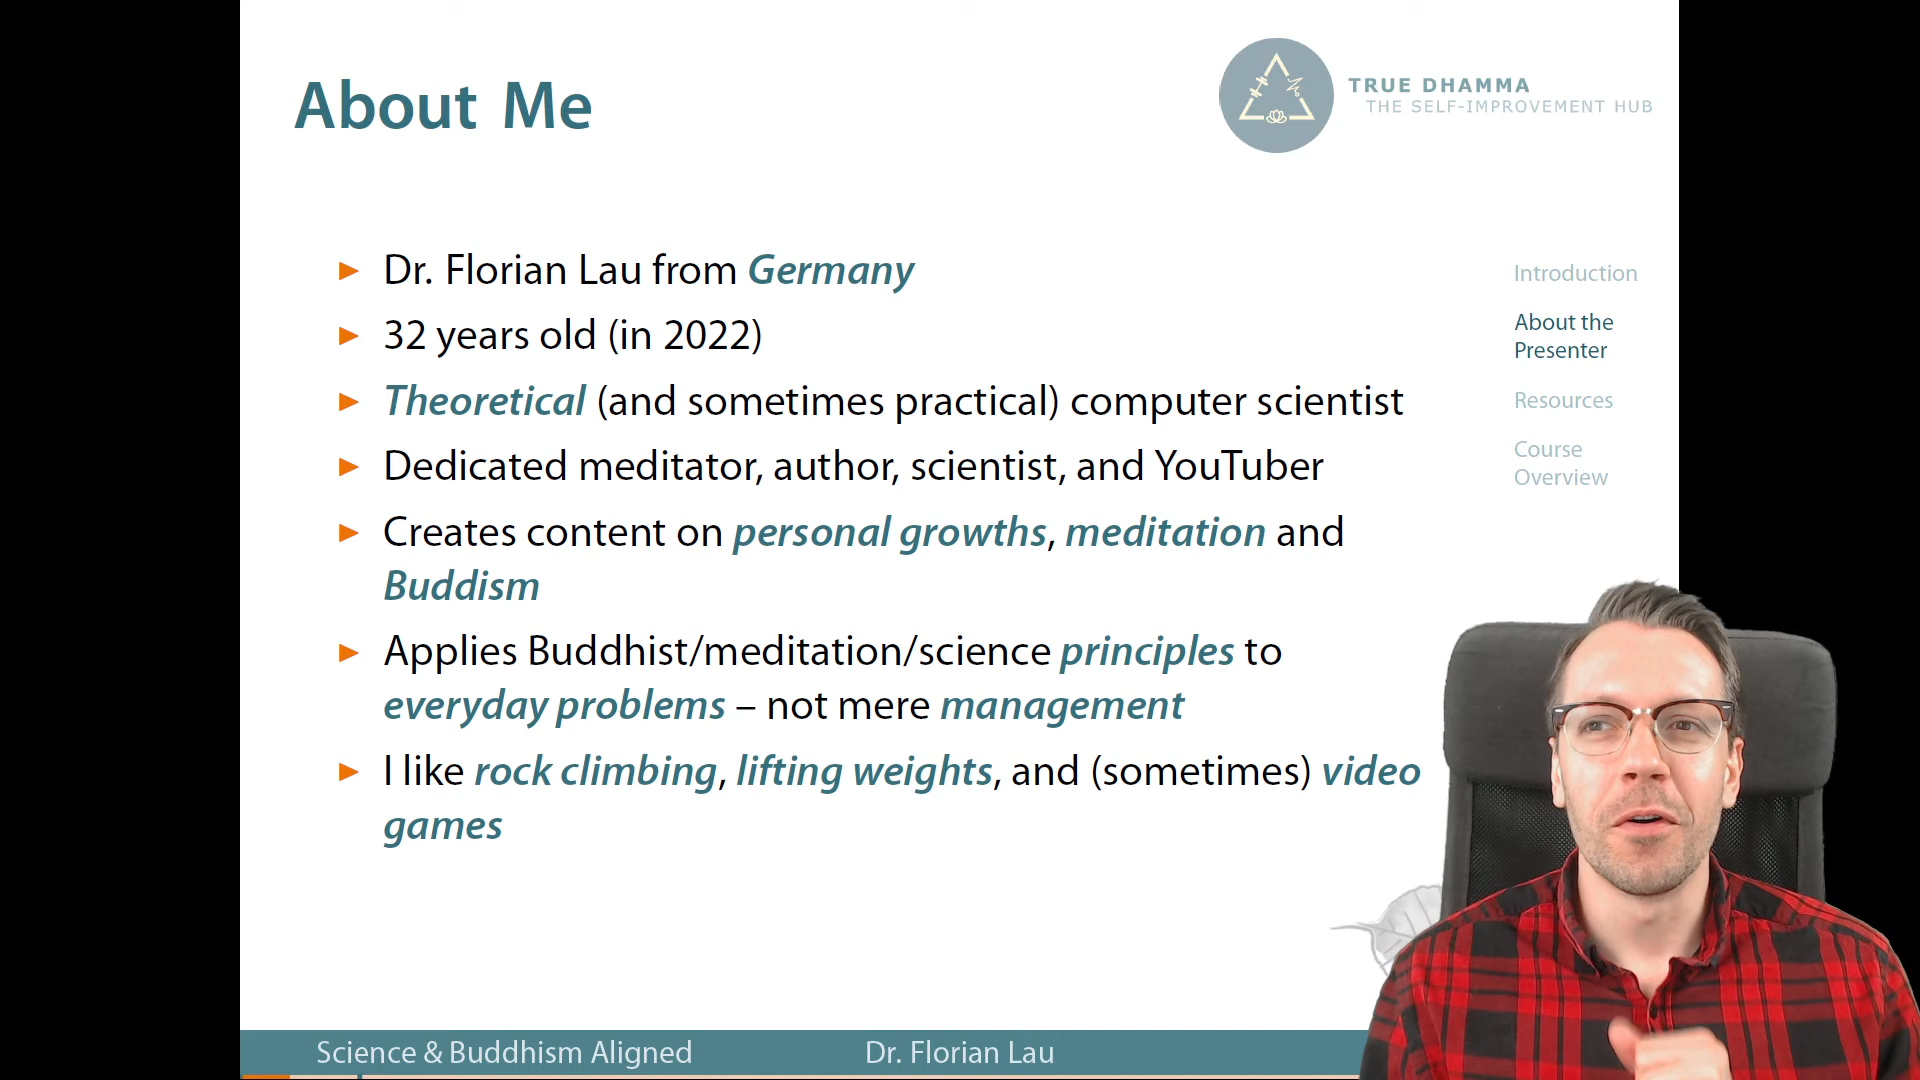 About Me
TRUE DHAMMA
THE SELF-IMPROVEMENT HUB
Dr. Florian Lau from Germany
32 years old (in 2022)
Theoretical (and sometimes practical) computer scientist
Dedicated meditator, author, scientist, and YouTuber
Creates content on personal growths, meditation and
Buddism
Applies Buddhist/meditation/science principles to
everyday problems – not mere management
I like rock climbing, lifting weights, and (sometimes) video
games
Introduction
About the
Presenter
Resources
Course
Overview
Science & Buddhism Aligned
Dr. Florian Lau